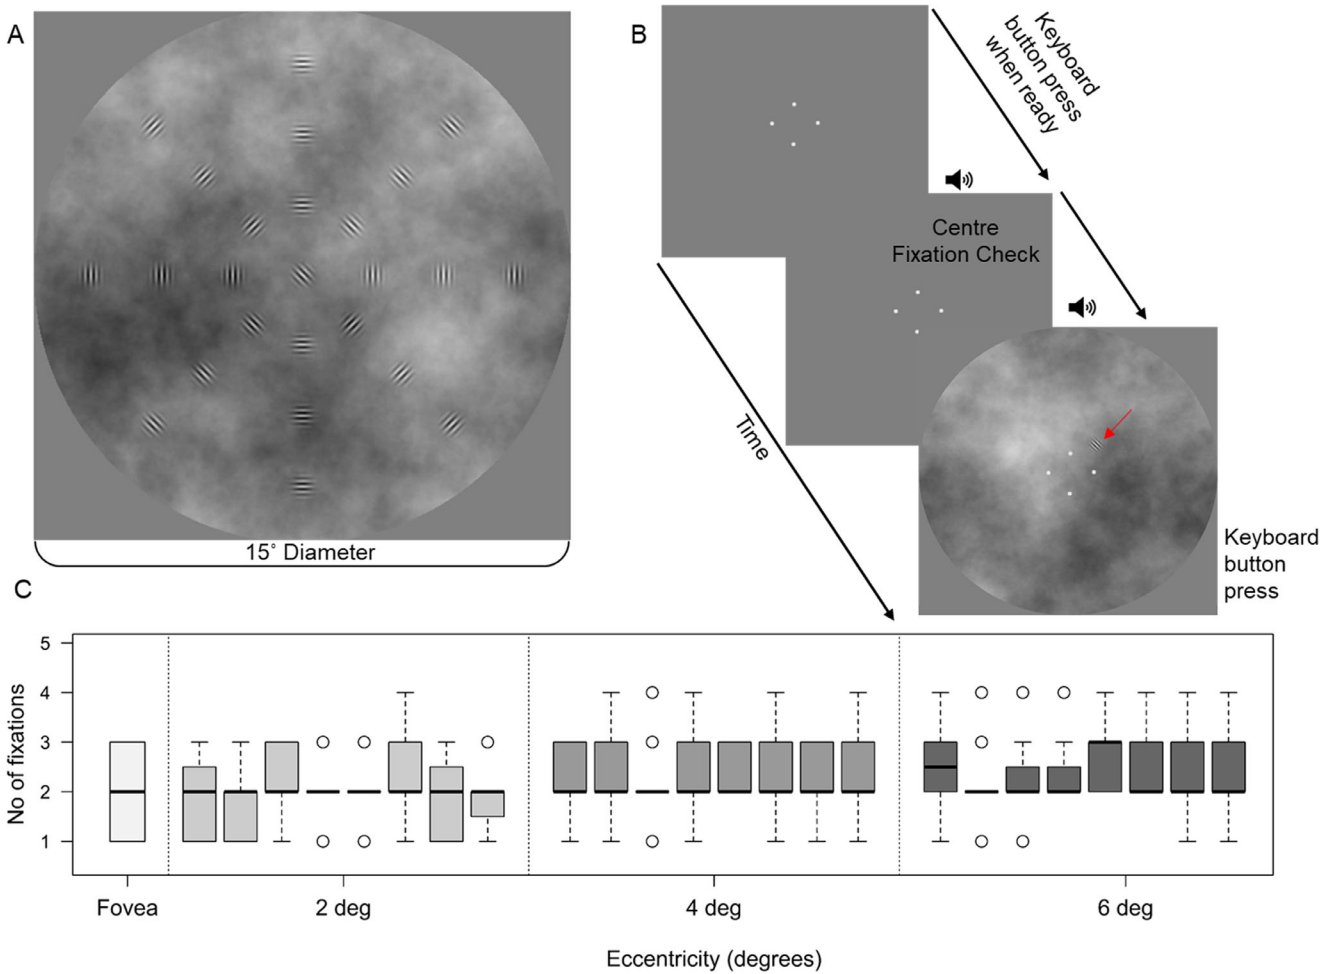 A
15° Diameter
B
Keyboard
button press
when ready
Centre
Fixation Check
Time
Keyboard
button
press
C
No of fixations
5
4
3
2
1
Fovea
2 deg
4 deg
6 deg
Eccentricity (degrees)